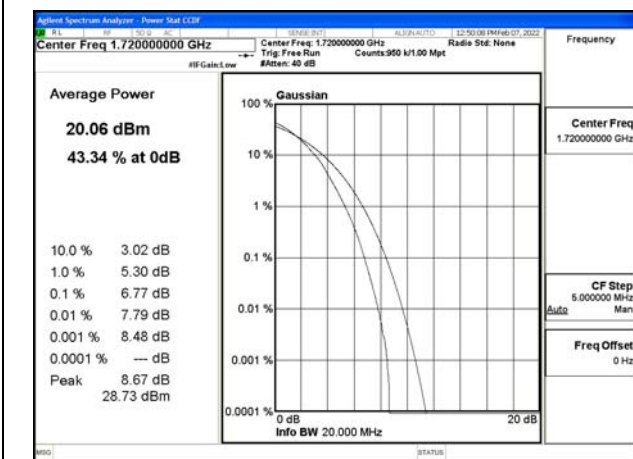 Agilent Spectrum Analyzer - Power Stat CCDF
RL RF 50 Ω AC SENSE:INT ALIGN AUTO 12:50:08 PM Feb 07, 2022
Center Freq 1.720000000 GHz
Center Freq: 1.720000000 GHz Radio Std: None
Trig: Free Run Counts:950 k/1.00 Mpt
#IFGain:Low #Atten: 40 dB
Frequency
Average Power
20.06 dBm
43.34 % at 0dB
10.0 % 3.02 dB
1.0 % 5.30 dB
0.1 % 6.77 dB
0.01 % 7.79 dB
0.001 % 8.48 dB
0.0001 % --- dB
Peak 8.67 dB
28.73 dBm
Gaussian
100 %
10 %
1 %
0.1 %
0.01 %
0.001 %
0.0001 %
0 dB 20 dB
Info BW 20.000 MHz
Center Freq
1.720000000 GHz
CF Step
5.000000 MHz
Auto Man
Freq Offset
0 Hz
MSG STATUS